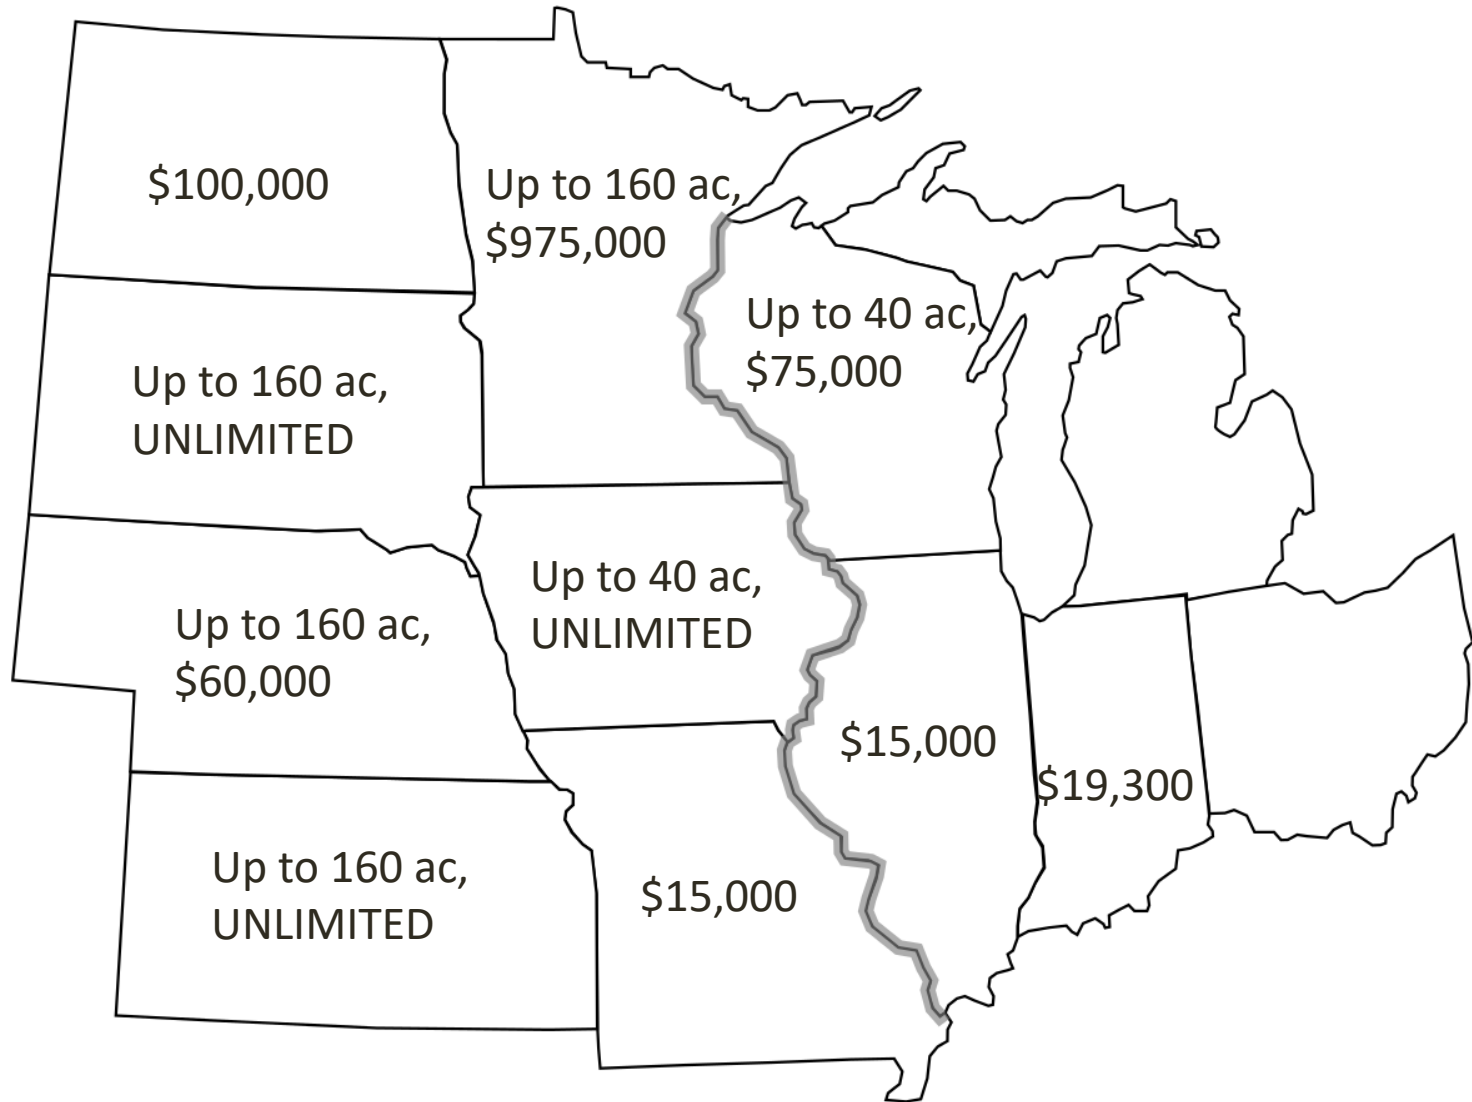 $100,000
Up to 160 ac,
$975,000
Up to 40 ac,
$75,000
Up to 160 ac,
UNLIMITED
Up to 40 ac,
UNLIMITED
Up to 160 ac,
$60,000
$15,000
$19,300
Up to 160 ac,
UNLIMITED
$15,000